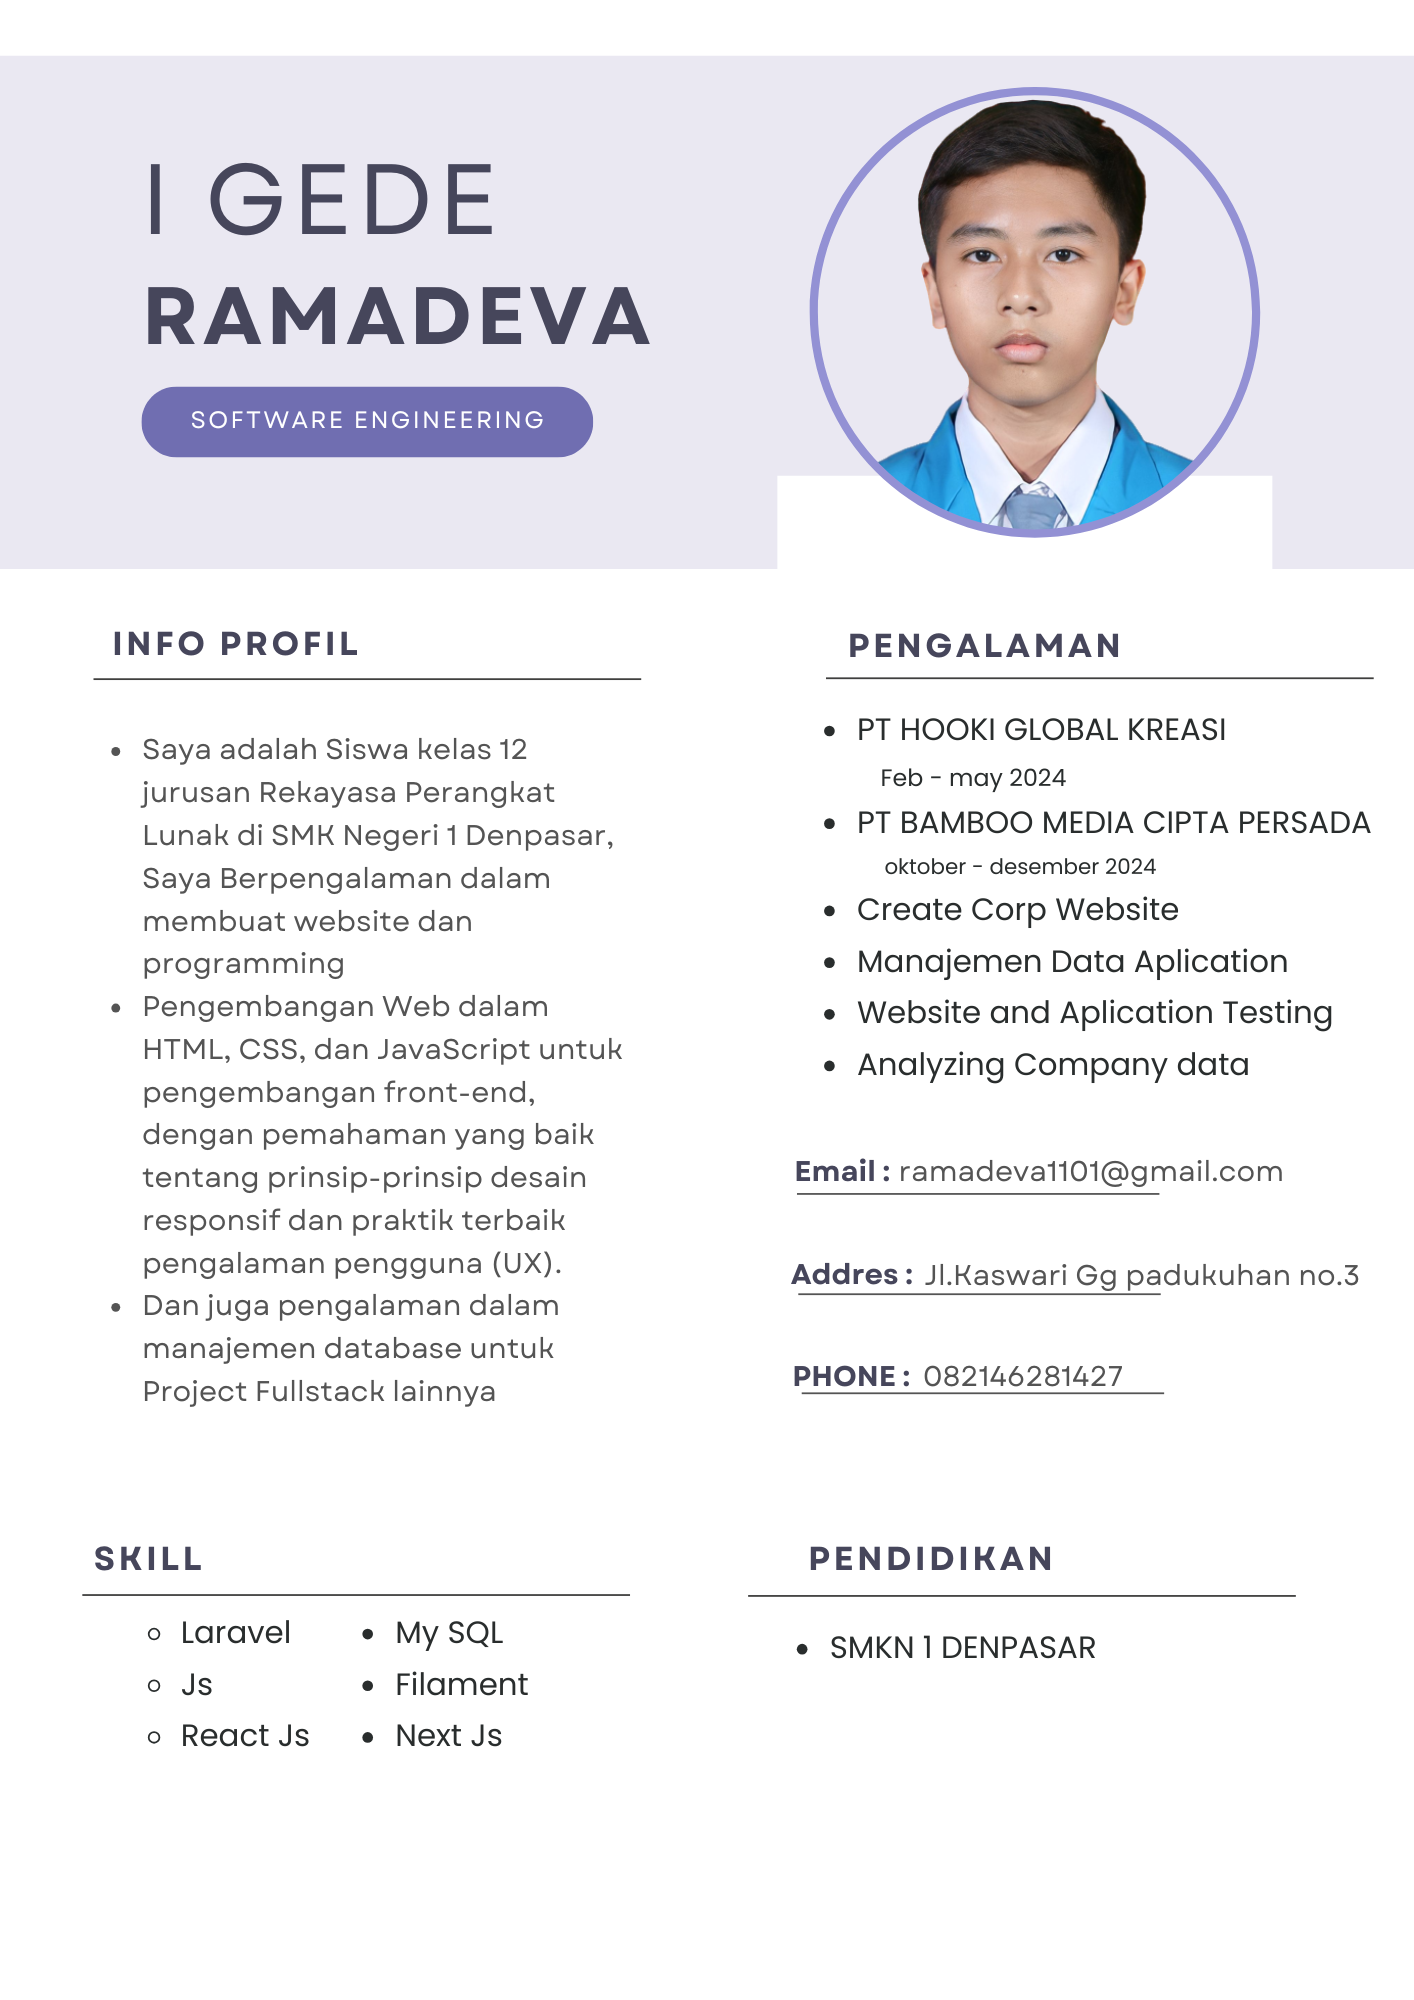 I GEDE
RAMADEVA
SOFTWARE ENGINEERING
INFO PROFIL
• Saya adalah Siswa kelas 12
jurusan Rekayasa Perangkat
Lunak di SMK Negeri 1 Denpasar,
Saya Berpengalaman dalam
membuat website dan
programming
• Pengembangan Web dalam
HTML, CSS, dan JavaScript untuk
pengembangan front-end,
dengan pemahaman yang baik
tentang prinsip-prinsip desain
responsif dan praktik terbaik
pengalaman pengguna (UX).
• Dan juga pengalaman dalam
manajemen database untuk
Project Fullstack lainnya
PENGALAMAN
• PT HOOKI GLOBAL KREASI
Feb - may 2024
• PT BAMBOO MEDIA CIPTA PERSADA
oktober - desember 2024
• Create Corp Website
• Manajemen Data Aplication
• Website and Aplication Testing
• Analyzing Company data
Email : ramadeva1101@gmail.com
Addres : Jl.Kaswari Gg padukuhan no.3
PHONE : 082146281427
SKILL
○ Laravel
○ Js
○ React Js
• My SQL
• Filament
• Next Js
PENDIDIKAN
• SMKN 1 DENPASAR